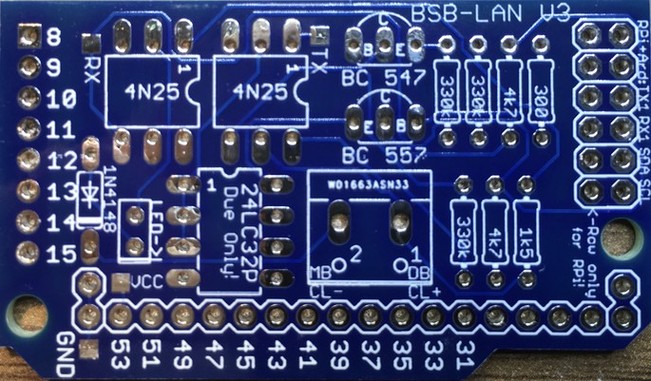 BSB-LAN V3
8
9
10
11
12
13
14
15
RX
1
4N25
1
4N25
TX
C
B E
BC 547
C
E B
BC 557
330k
330k
4k7
300
RPi+
Acdt
TX1
RX1
SDA
SCL
<-Row only
for RPi!
1N4148
LED->
VCC
1
24LC32P
Due Only!
WD1663ASN33
2
1
MB
DB
CL-
CL+
330k
4k7
1k5
GND
53
51
49
47
45
43
41
39
37
35
33
31